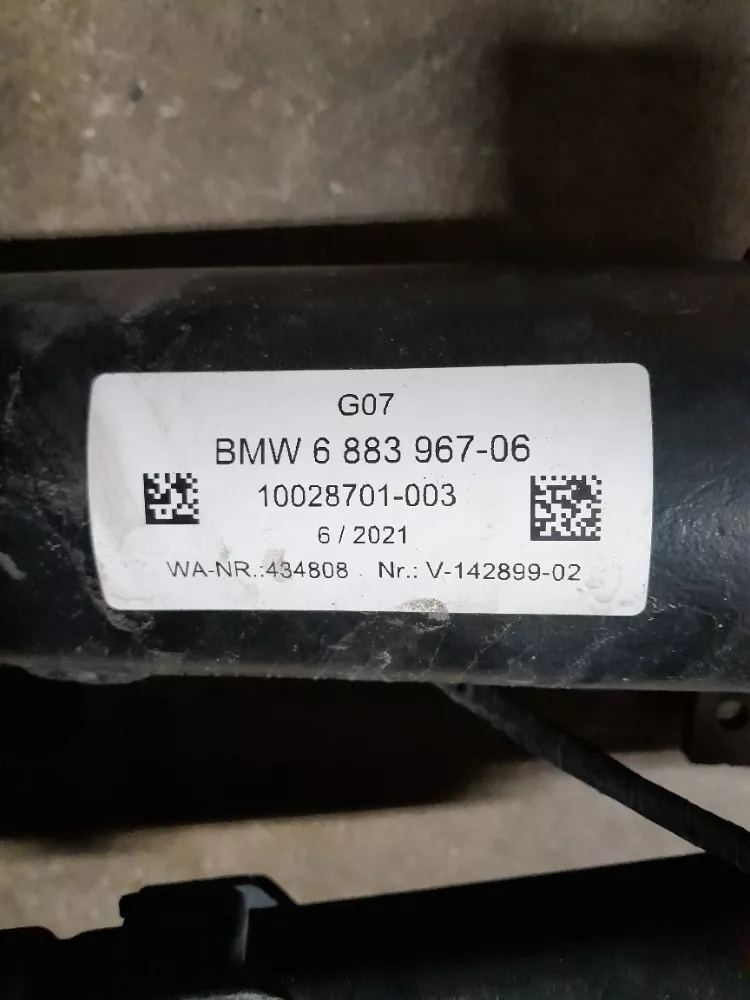 G07
BMW 6 883 967-06
10028701-003
6 / 2021
WA-NR.:434808 Nr.: V-142899-02